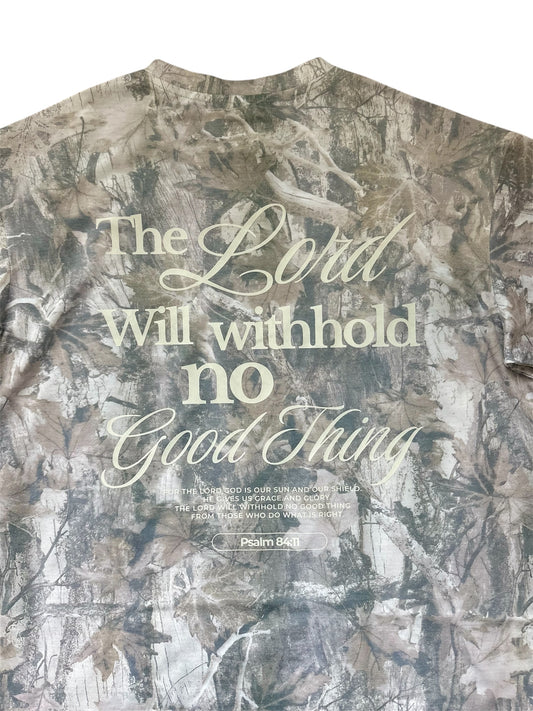 The Lord
Will withhold
no
Good Thing
FOR THE LORD GOD IS OUR SUN AND OUR SHIELD.
HE GIVES US GRACE AND GLORY.
THE LORD WILL WITHHOLD NO GOOD THING
FROM THOSE WHO DO WHAT IS RIGHT.
Psalm 84:11